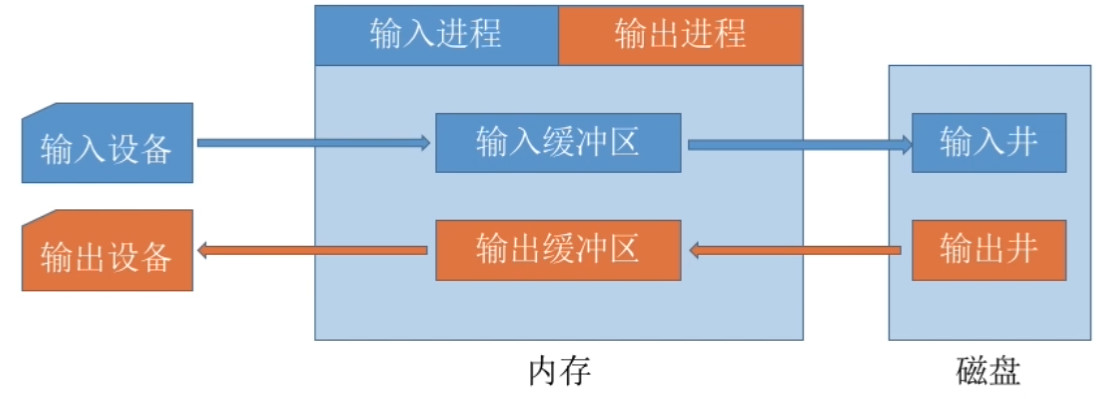 输入进程
输出进程
输入设备
输入缓冲区
输入井
输出设备
输出缓冲区
输出井
内存
磁盘